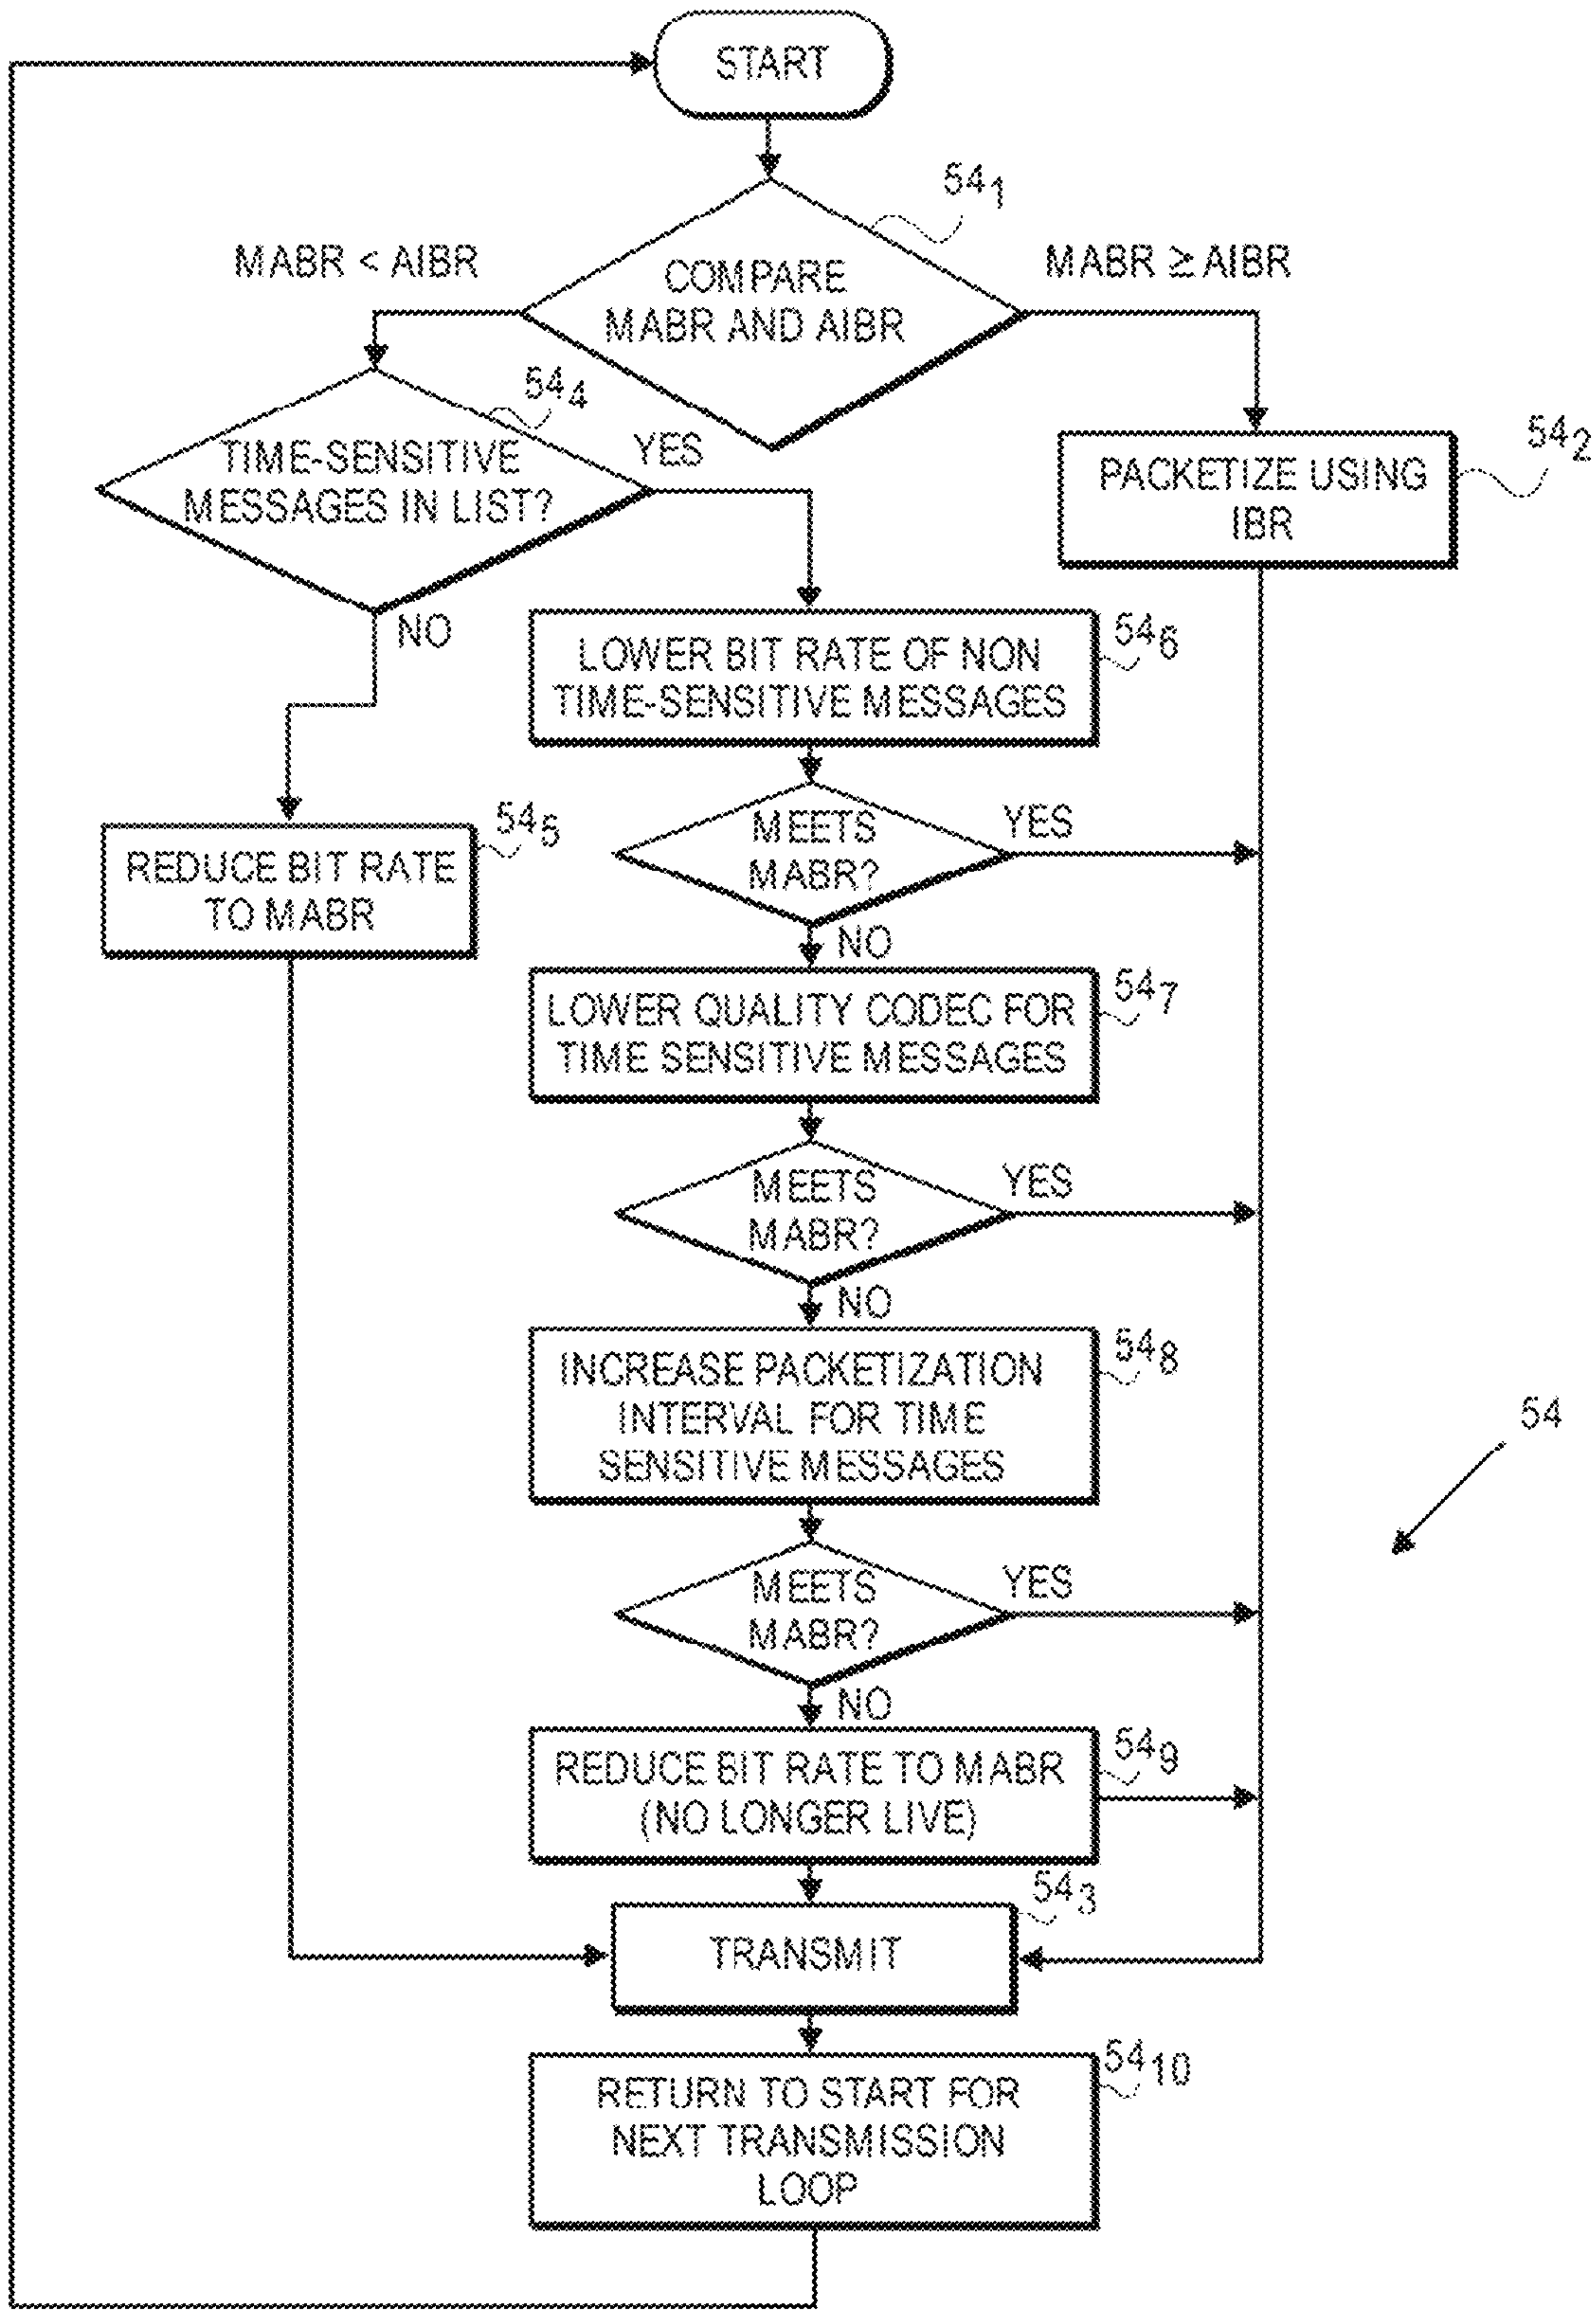 START
54₁
MABR < AIBR
MABR ≥ AIBR
COMPARE
MABR AND AIBR
54₄
TIME-SENSITIVE
MESSAGES IN LIST?
YES
NO
54₂
PACKETIZE USING
IBR
54₆
LOWER BIT RATE OF NON
TIME-SENSITIVE MESSAGES
MEETS
MABR?
YES
NO
54₅
REDUCE BIT RATE
TO MABR
54₇
LOWER QUALITY CODEC FOR
TIME SENSITIVE MESSAGES
MEETS
MABR?
YES
NO
54₈
INCREASE PACKETIZATION
INTERVAL FOR TIME
SENSITIVE MESSAGES
54
MEETS
MABR?
YES
NO
54₉
REDUCE BIT RATE TO MABR
(NO LONGER LIVE)
54₃
TRANSMIT
54₁₀
RETURN TO START FOR
NEXT TRANSMISSION
LOOP